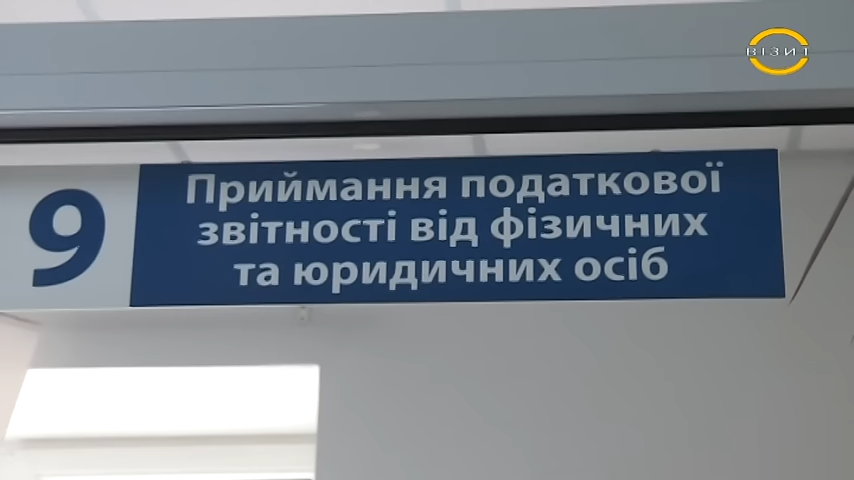 ВІЗИТ
9
Приймання податкової
звітності від фізичних
та юридичних осіб